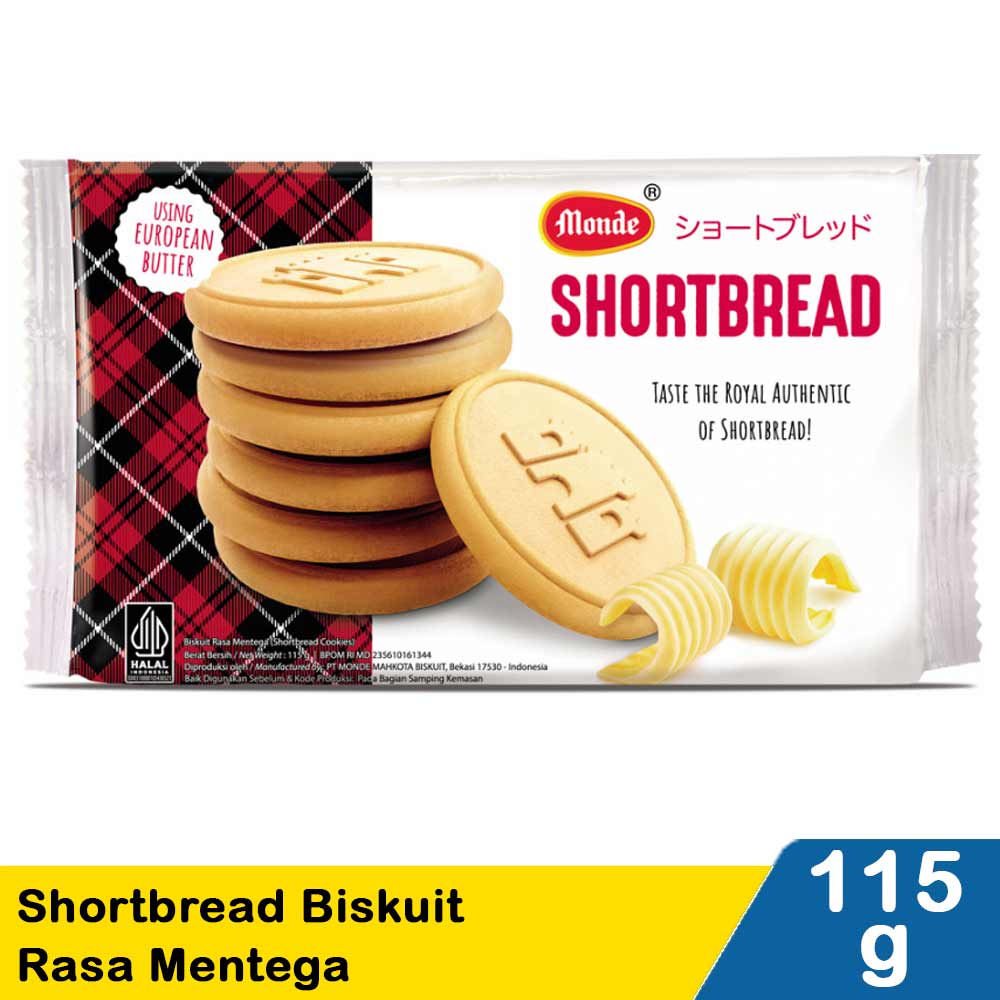 USING
EUROPEAN
BUTTER
Monde
®
ショートブレッド
SHORTBREAD
TASTE THE ROYAL AUTHENTIC
OF SHORTBREAD!
HALAL
INDONESIA
Biskuit Rasa Mentega (Shortbread Cookies)
Berat Bersih / Net Weight : 115 g | BPOM RI MD 235610161344
Diproduksi oleh / Manufactured by: PT MONDE MAHKOTA BISKUIT, Bekasi 17530 - Indonesia
Baik Digunakan Sebelum & Kode Produksi: Pada Bagian Samping Kemasan
Shortbread Biskuit
Rasa Mentega
115
g